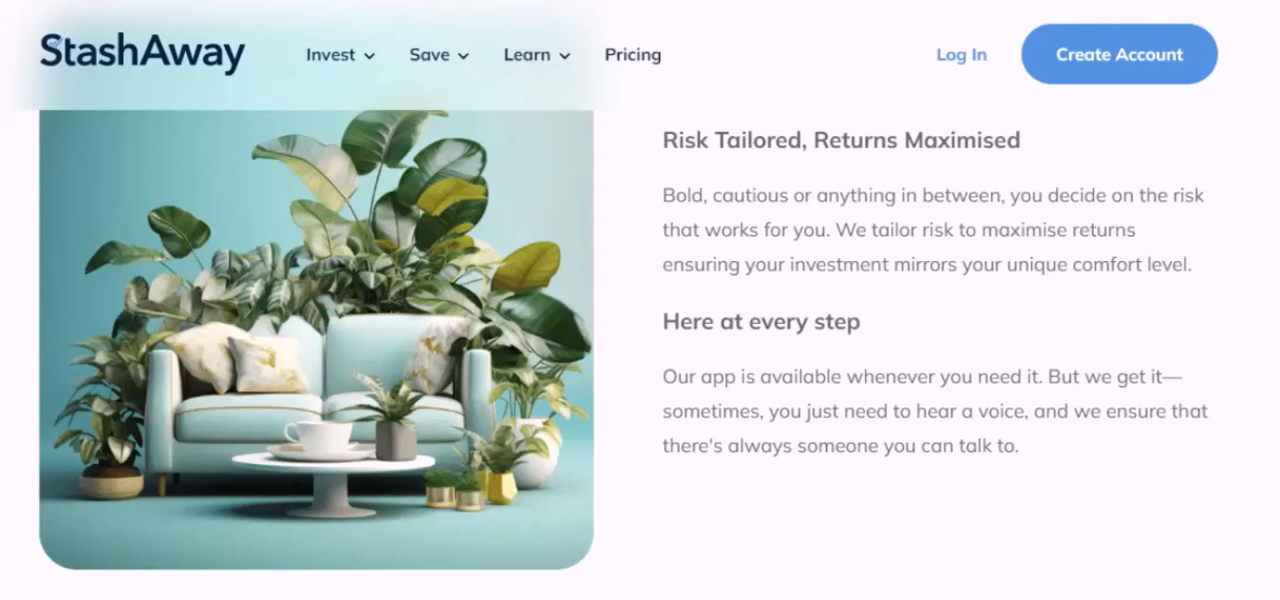 StashAway
Invest
Save
Learn
Pricing
Log In
Create Account
Risk Tailored, Returns Maximised
Bold, cautious or anything in between, you decide on the risk
that works for you. We tailor risk to maximise returns
ensuring your investment mirrors your unique comfort level.
Here at every step
Our app is available whenever you need it. But we get it—
sometimes, you just need to hear a voice, and we ensure that
there's always someone you can talk to.